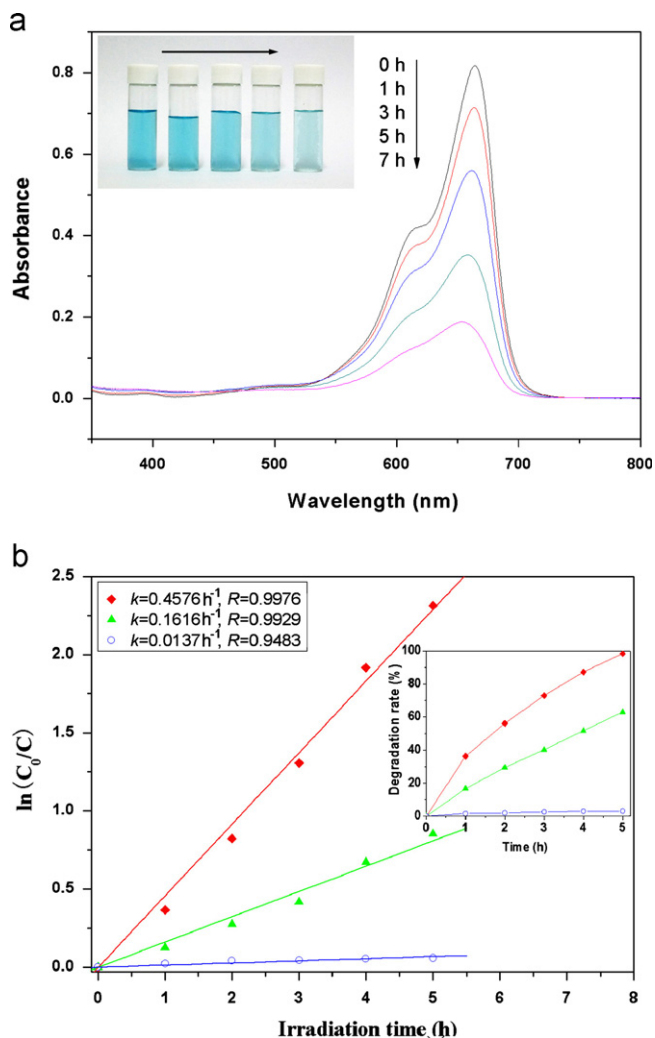 a
0.8
0.6
0.4
0.2
0.0
Absorbance
0 h
1 h
3 h
5 h
7 h
400
500
600
700
800
Wavelength (nm)
b
2.5
2.0
1.5
1.0
0.5
0.0
ln (C₀/C)
k=0.4576h⁻¹, R=0.9976
k=0.1616h⁻¹, R=0.9929
k=0.0137h⁻¹, R=0.9483
Degradation rate (%)
100
80
60
40
20
0
0
1
2
3
4
5
Time (h)
0
1
2
3
4
5
6
7
8
Irradiation time (h)